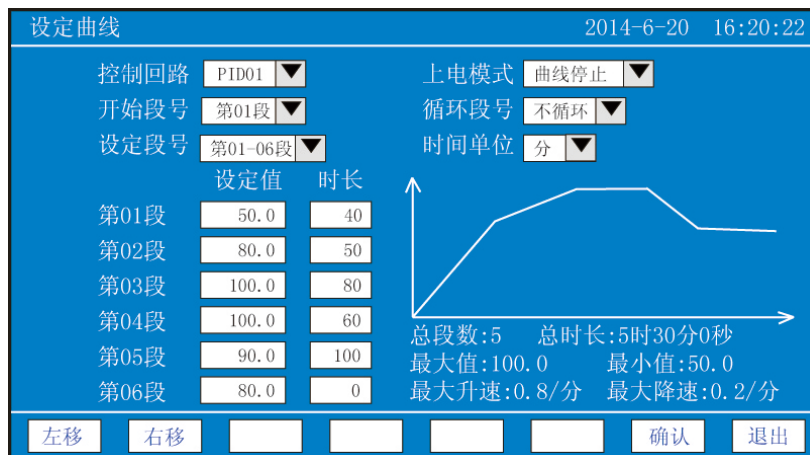 设定曲线 2014-6-20 16:20:22
控制回路 PID01 上电模式 曲线停止
开始段号 第01段 循环段号 不循环
设定段号 第01-06段 时间单位 分
设定值 时长
第01段 50.0 40
第02段 80.0 50
第03段 100.0 80
第04段 100.0 60
第05段 90.0 100
第06段 80.0 0
总段数:5 总时长:5时30分0秒
最大值:100.0 最小值:50.0
最大升速:0.8/分 最大降速:0.2/分
左移 右移 确认 退出